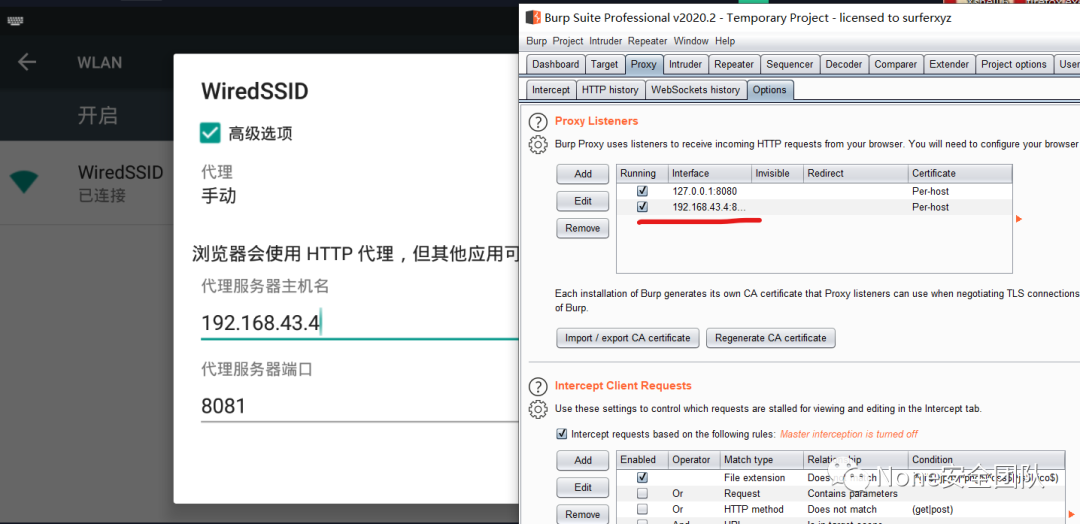 WLAN
开启
WiredSSID
已连接
WiredSSID
高级选项
代理
手动
浏览器会使用 HTTP 代理，但其他应用可
代理服务器主机名
192.168.43.4
代理服务器端口
8081
Burp Suite Professional v2020.2 - Temporary Project - licensed to surferxyz
Burp Project Intruder Repeater Window Help
Dashboard Target Proxy Intruder Repeater Sequencer Decoder Comparer Extender Project options User
Intercept HTTP history WebSockets history Options
Proxy Listeners
Burp Proxy uses listeners to receive incoming HTTP requests from your browser. You will need to configure your browser
Add
Edit
Remove
Running Interface Invisible Redirect Certificate
127.0.0.1:8080 Per-host
192.168.43.4:8... Per-host
Each installation of Burp generates its own CA certificate that Proxy listeners can use when negotiating TLS connections
of Burp.
Import / export CA certificate Regenerate CA certificate
Intercept Client Requests
Use these settings to control which requests are stalled for viewing and editing in the Intercept tab.
Intercept requests based on the following rules: Master interception is turned off
Add
Edit
Remove
Enabled Operator Match type Relationship Condition
File extension
Or Request Contains parameters
Or HTTP method Does not match (get|post)
None安全团队